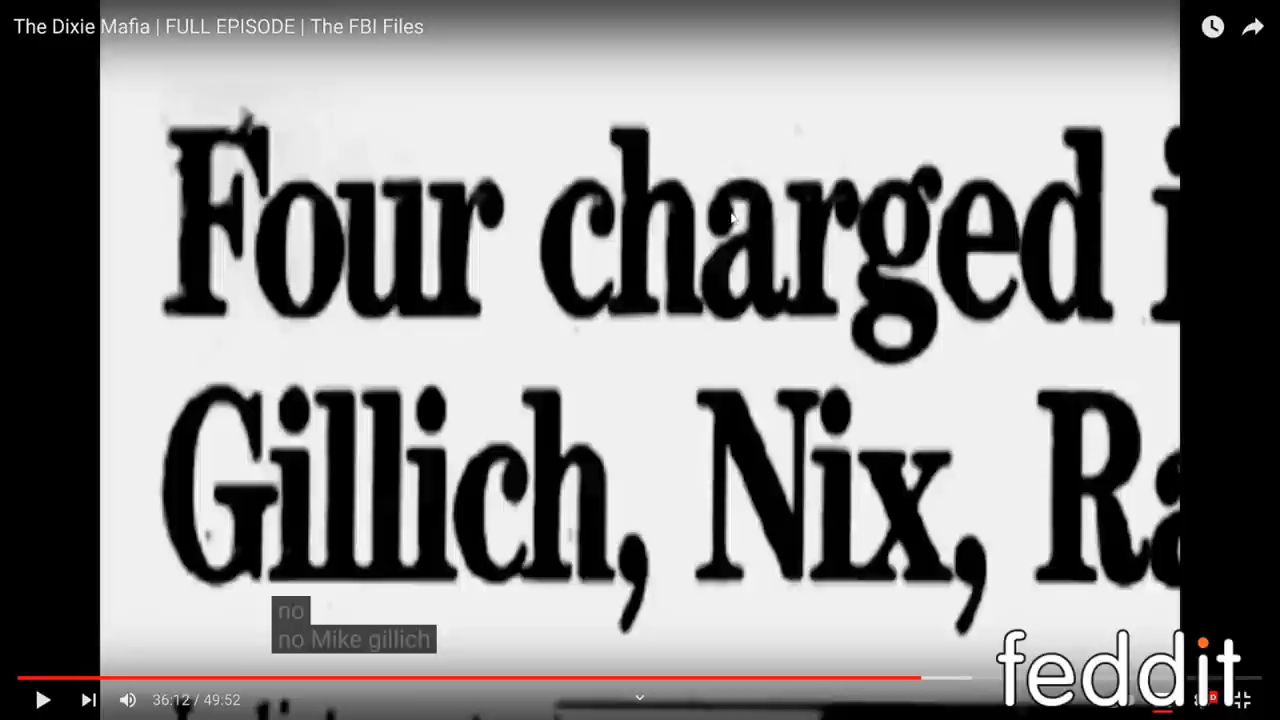 The Dixie Mafia | FULL EPISODE | The FBI Files
Four charged
Gillich, Nix,
no
no Mike gillich
feddit
36:12 / 49:52